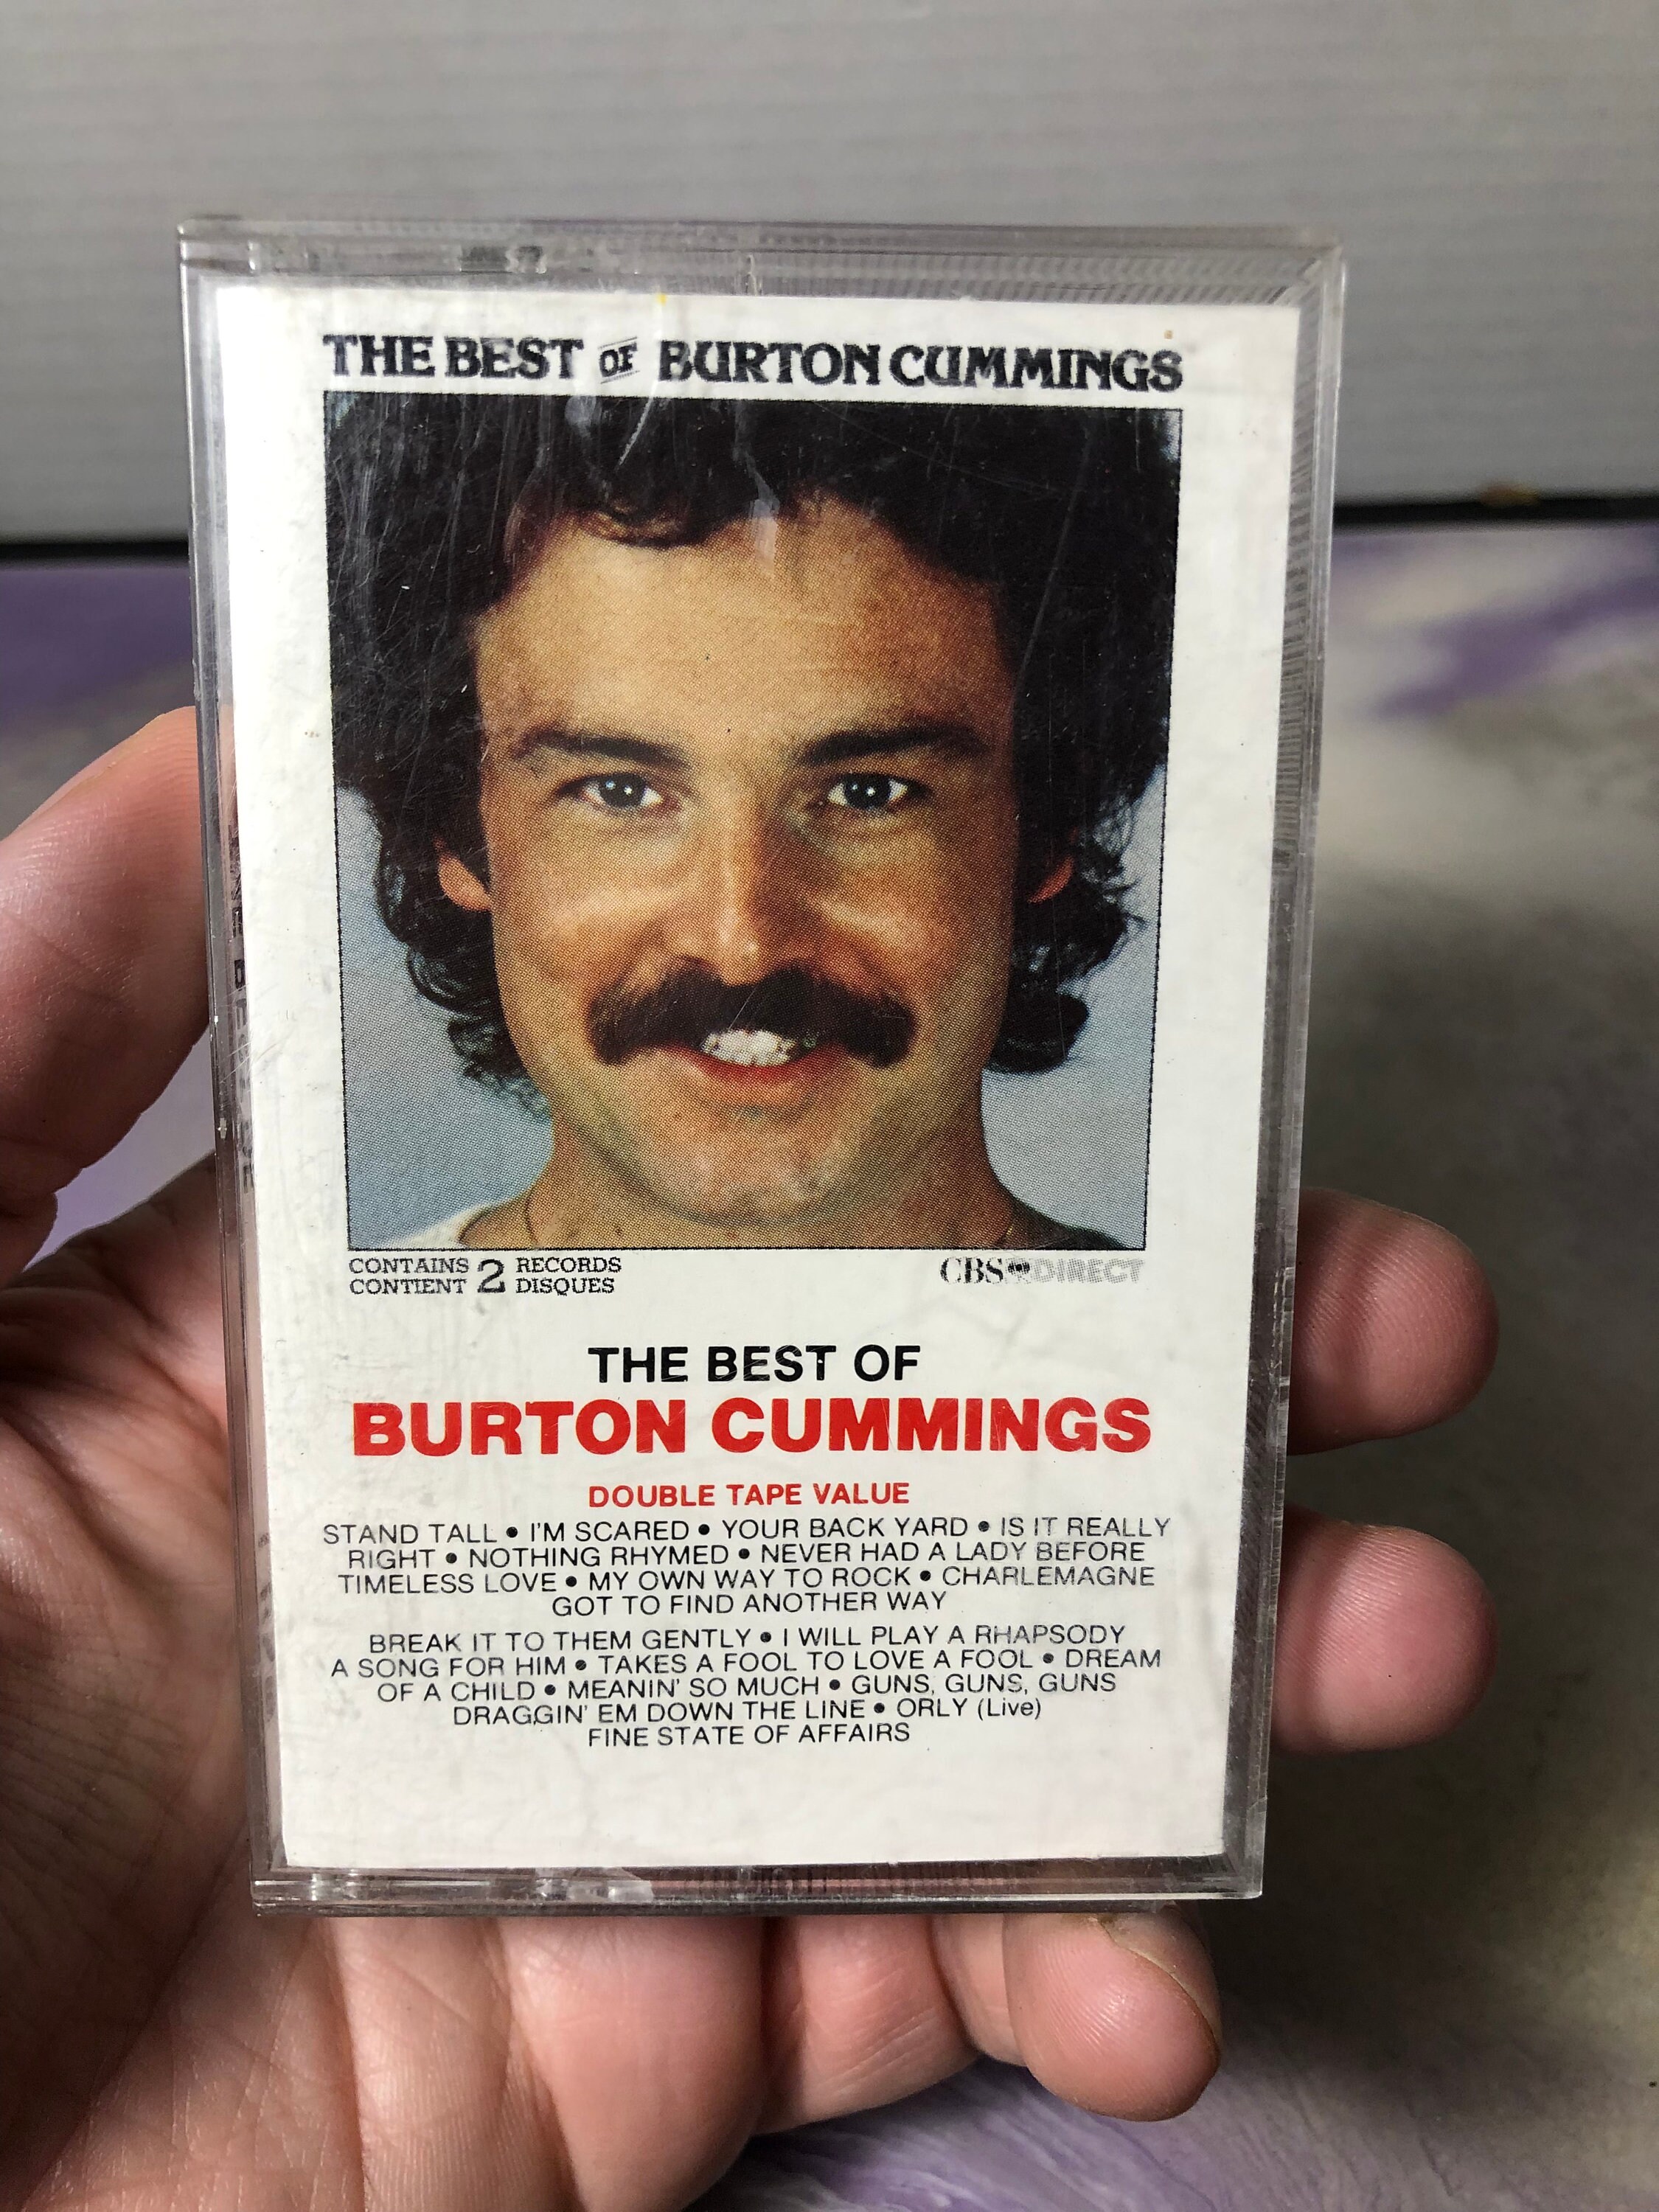 THE BEST OF BURTON CUMMINGS
CONTAINS 2 RECORDS
CONTIENT 2 DISQUES
CBS DIRECT
THE BEST OF
BURTON CUMMINGS
DOUBLE TAPE VALUE
STAND TALL • I'M SCARED • YOUR BACK YARD • IS IT REALLY
RIGHT • NOTHING RHYMED • NEVER HAD A LADY BEFORE
TIMELESS LOVE • MY OWN WAY TO ROCK • CHARLEMAGNE
GOT TO FIND ANOTHER WAY
BREAK IT TO THEM GENTLY • I WILL PLAY A RHAPSODY
A SONG FOR HIM • TAKES A FOOL TO LOVE A FOOL • DREAM
OF A CHILD • MEANIN' SO MUCH • GUNS, GUNS, GUNS
DRAGGIN' EM DOWN THE LINE • ORLY (Live)
FINE STATE OF AFFAIRS